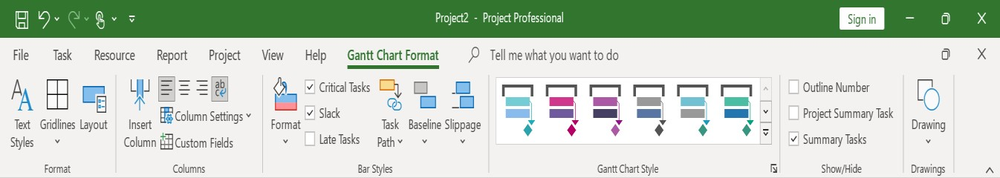 Project2 - Project Professional
Sign in
File Task Resource Report Project View Help Gantt Chart Format Tell me what you want to do
Text Styles
Gridlines
Layout
Format
Insert Column
ab
c
Column Settings
Custom Fields
Columns
Format
Critical Tasks
Slack
Late Tasks
Task Path
Baseline
Slippage
Bar Styles
Gantt Chart Style
Outline Number
Project Summary Task
Summary Tasks
Show/Hide
Drawing
Drawings